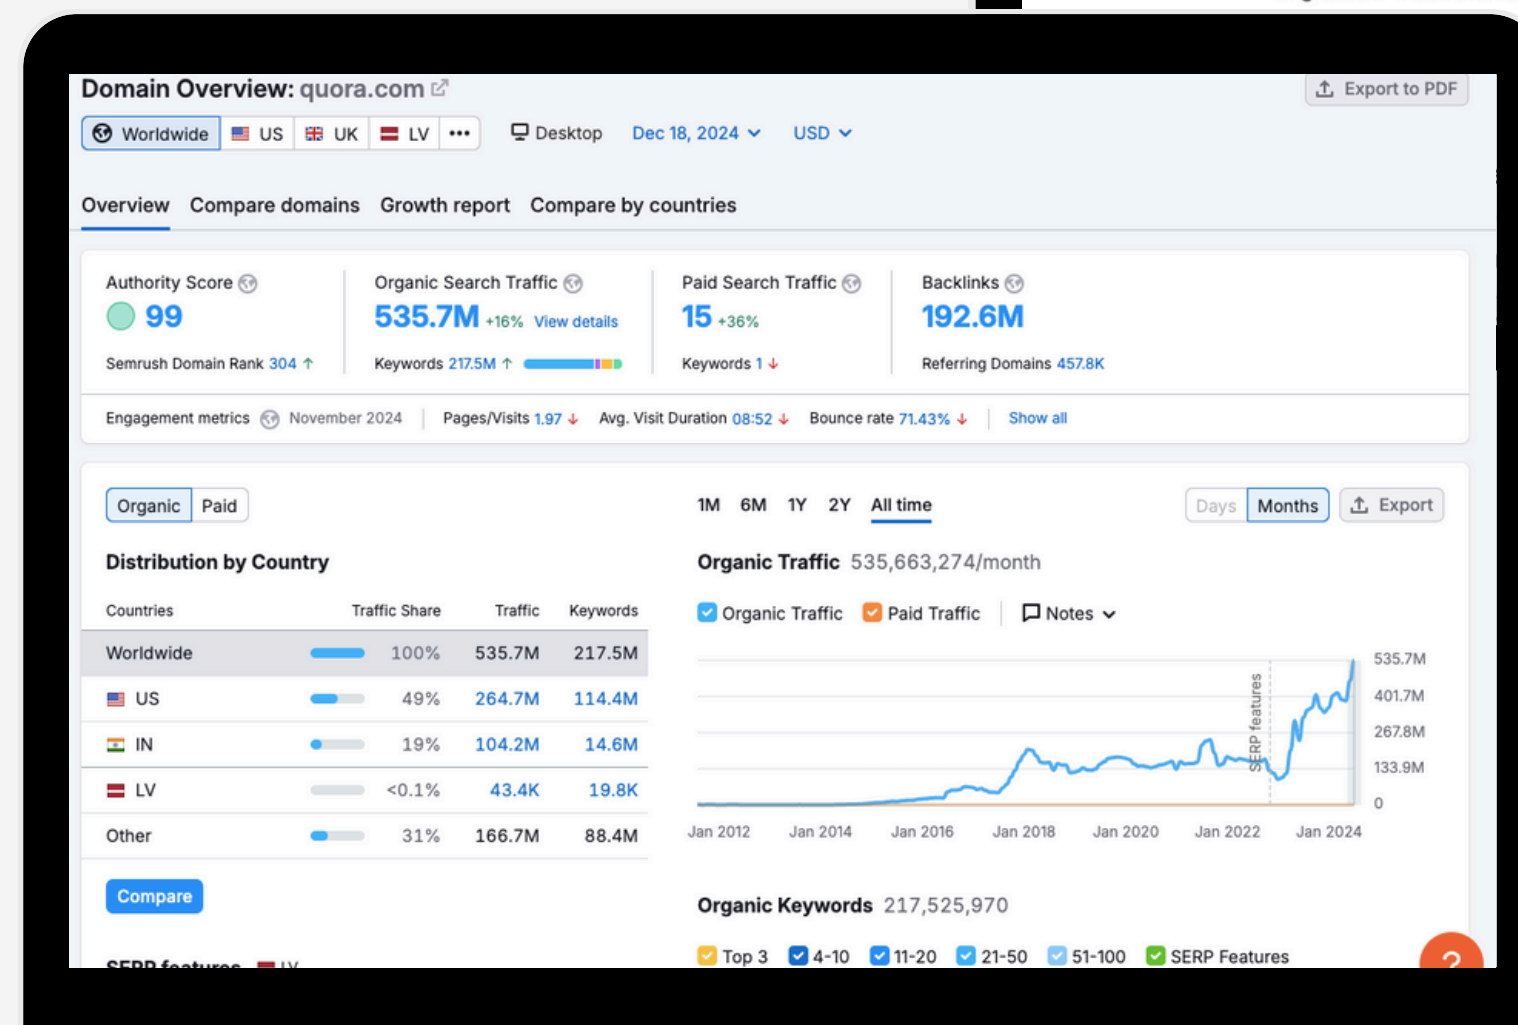 Domain Overview: quora.com
Export to PDF
Worldwide US UK LV ••• Desktop Dec 18, 2024 USD
Overview Compare domains Growth report Compare by countries
Authority Score
99
Semrush Domain Rank 304 ↑
Organic Search Traffic
535.7M +16% View details
Keywords 217.5M ↑
Paid Search Traffic
15 +36%
Keywords 1 ↓
Backlinks
192.6M
Referring Domains 457.8K
Engagement metrics November 2024 Pages/Visits 1.97 ↓ Avg. Visit Duration 08:52 ↓ Bounce rate 71.43% ↓ Show all
Organic Paid
Distribution by Country
Countries Traffic Share Traffic Keywords
Worldwide 100% 535.7M 217.5M
US 49% 264.7M 114.4M
IN 19% 104.2M 14.6M
LV <0.1% 43.4K 19.8K
Other 31% 166.7M 88.4M
Compare
SERP features LV
1M 6M 1Y 2Y All time
Days Months Export
Organic Traffic 535,663,274/month
Organic Traffic Paid Traffic Notes
SERP features
535.7M
401.7M
267.8M
133.9M
0
Jan 2012 Jan 2014 Jan 2016 Jan 2018 Jan 2020 Jan 2022 Jan 2024
Organic Keywords 217,525,970
Top 3 4-10 11-20 21-50 51-100 SERP Features
?